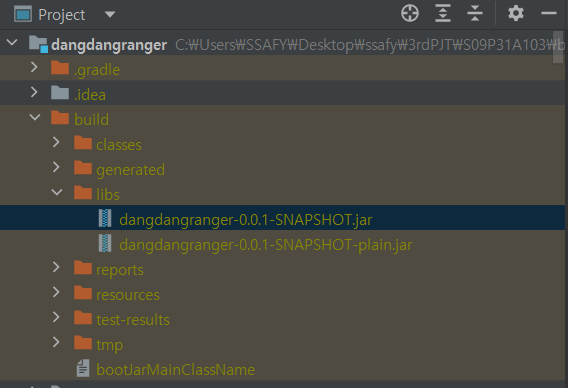 Project
dangdangranger C:₩Users₩SSAFY₩Desktop₩ssafy₩3rdPJT₩S09P31A103₩b
.gradle
.idea
build
classes
generated
libs
dangdangranger-0.0.1-SNAPSHOT.jar
dangdangranger-0.0.1-SNAPSHOT-plain.jar
reports
resources
test-results
tmp
bootJarMainClassName